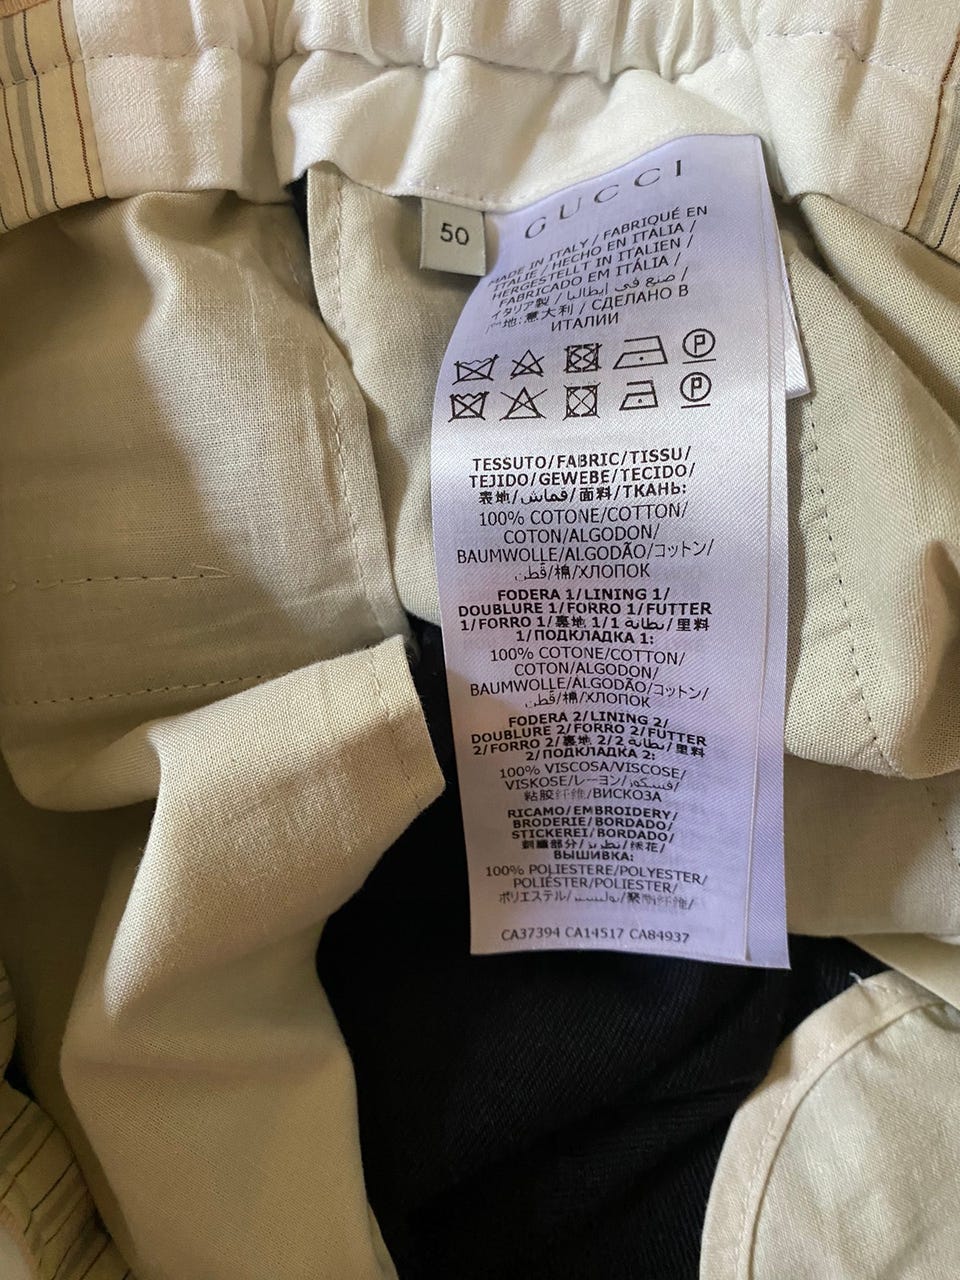 50
GUCCI
MADE IN ITALY / FABRIQUÉ EN
ITALIE / HECHO EN ITALIA /
HERGESTELLT IN ITALIEN /
FABRICADO EM ITÁLIA /
イタリア製 / صنع في إيطاليا /
地:意大利 / СДЕЛАНО В
ИТАЛИИ
P
P
TESSUTO/FABRIC/TISSU/
TEJIDO/GEWEBE/TECIDO/
表地/قماش/面料/ТКАНЬ:
100% COTONE/COTTON/
COTON/ALGODON/
BAUMWOLLE/ALGODÃO/コットン/
قطن/棉/ХЛОПОК
FODERA 1/LINING 1/
DOUBLURE 1/FORRO 1/FUTTER
1/FORRO 1/裏地 1/1 بطانة/里料
1/ПОДКЛАДКА 1:
100% COTONE/COTTON/
COTON/ALGODON/
BAUMWOLLE/ALGODÃO/コットン/
قطن/棉/ХЛОПОК
FODERA 2/LINING 2/
DOUBLURE 2/FORRO 2/FUTTER
2/FORRO 2/裏地 2/2 بطانة/里料
2/ПОДКЛАДКА 2:
100% VISCOSA/VISCOSE/
VISKOSE/レーヨン/فسكوز/
粘胶纤维/ВИСКОЗА
RICAMO/EMBROIDERY/
BRODERIE/BORDADO/
STICKEREI/BORDADO/
刺繍部分/تطريز/绣花/
ВЫШИВКА:
100% POLIESTERE/POLYESTER/
POLIÉSTER/POLIESTER/
ポリエステル/بوليستر/聚酯纤维/
CA37394 CA14517 CA84937